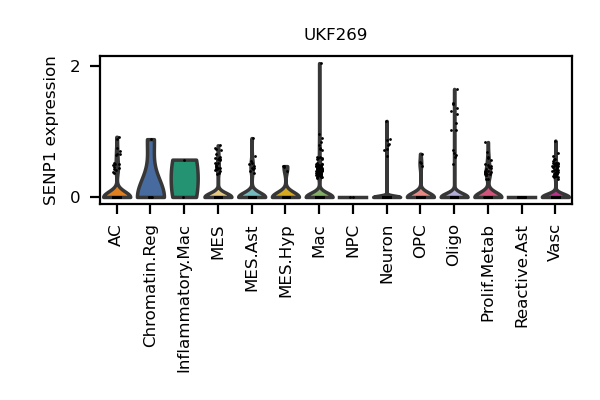 UKF269
SENP1 expression
2
0
AC
Chromatin.Reg
Inflammatory.Mac
MES
MES.Ast
MES.Hyp
Mac
NPC
Neuron
OPC
Oligo
Prolif.Metab
Reactive.Ast
Vasc